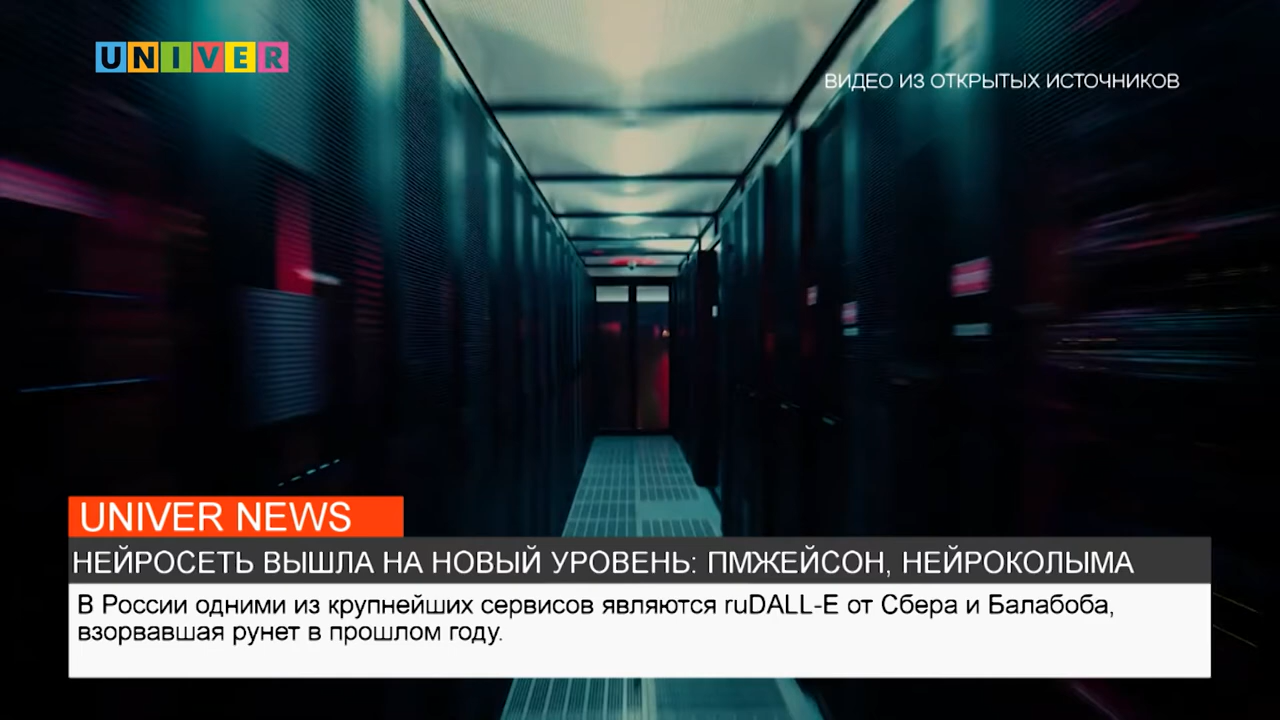 UNIVER
ВИДЕО ИЗ ОТКРЫТЫХ ИСТОЧНИКОВ
UNIVER NEWS
НЕЙРОСЕТЬ ВЫШЛА НА НОВЫЙ УРОВЕНЬ: ПМЖЕЙСОН, НЕЙРОКОЛЫМА
В России одними из крупнейших сервисов являются ruDALL-E от Сбера и Балабоба,
взорвавшая рунет в прошлом году.